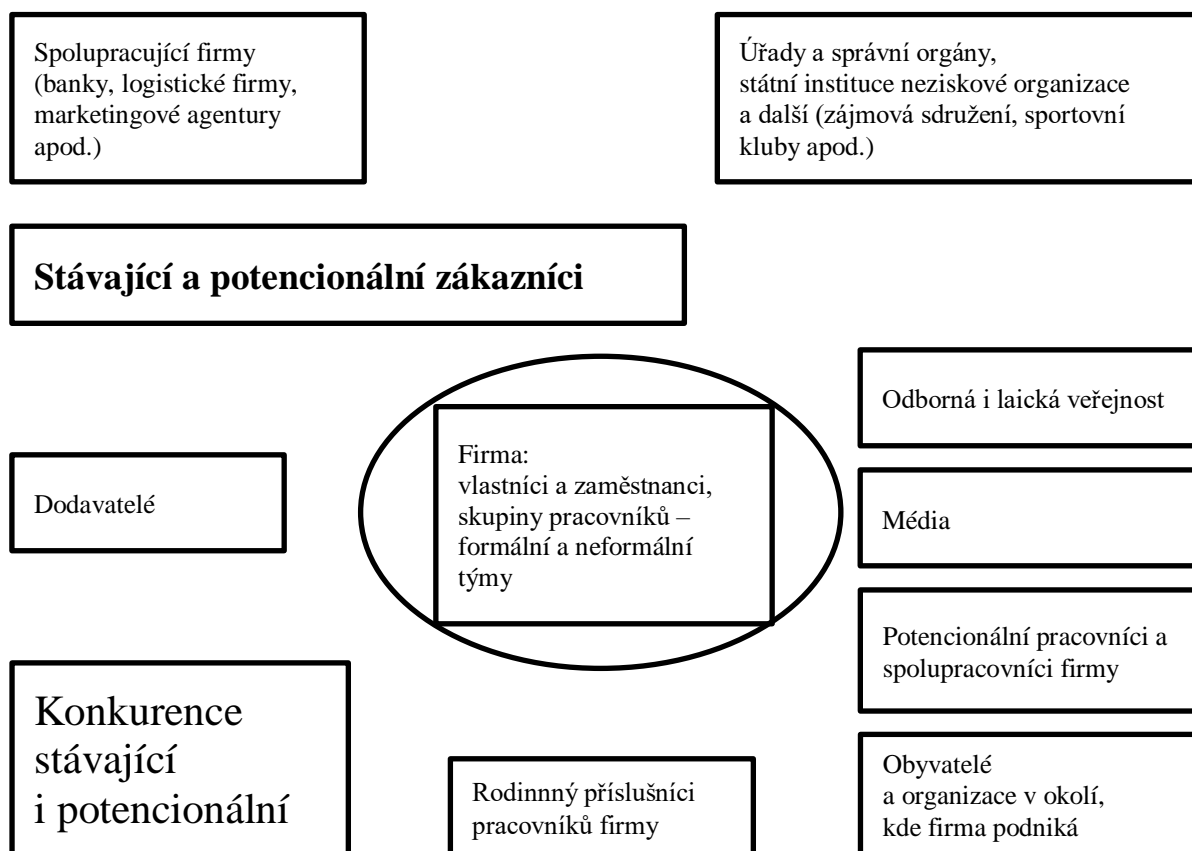 Spolupracující firmy
(banky, logistické firmy,
marketingové agentury
apod.)
Úřady a správní orgány,
státní instituce neziskové organizace
a další (zájmová sdružení, sportovní
kluby apod.)
Stávající a potencionální zákazníci
Odborná i laická veřejnost
Firma:
vlastníci a zaměstnanci,
skupiny pracovníků –
formální a neformální
týmy
Dodavatelé
Média
Potencionální pracovníci a
spolupracovníci firmy
Konkurence
stávající
i potencionální
Rodinnný příslušníci
pracovníků firmy
Obyvatelé
a organizace v okolí,
kde firma podniká